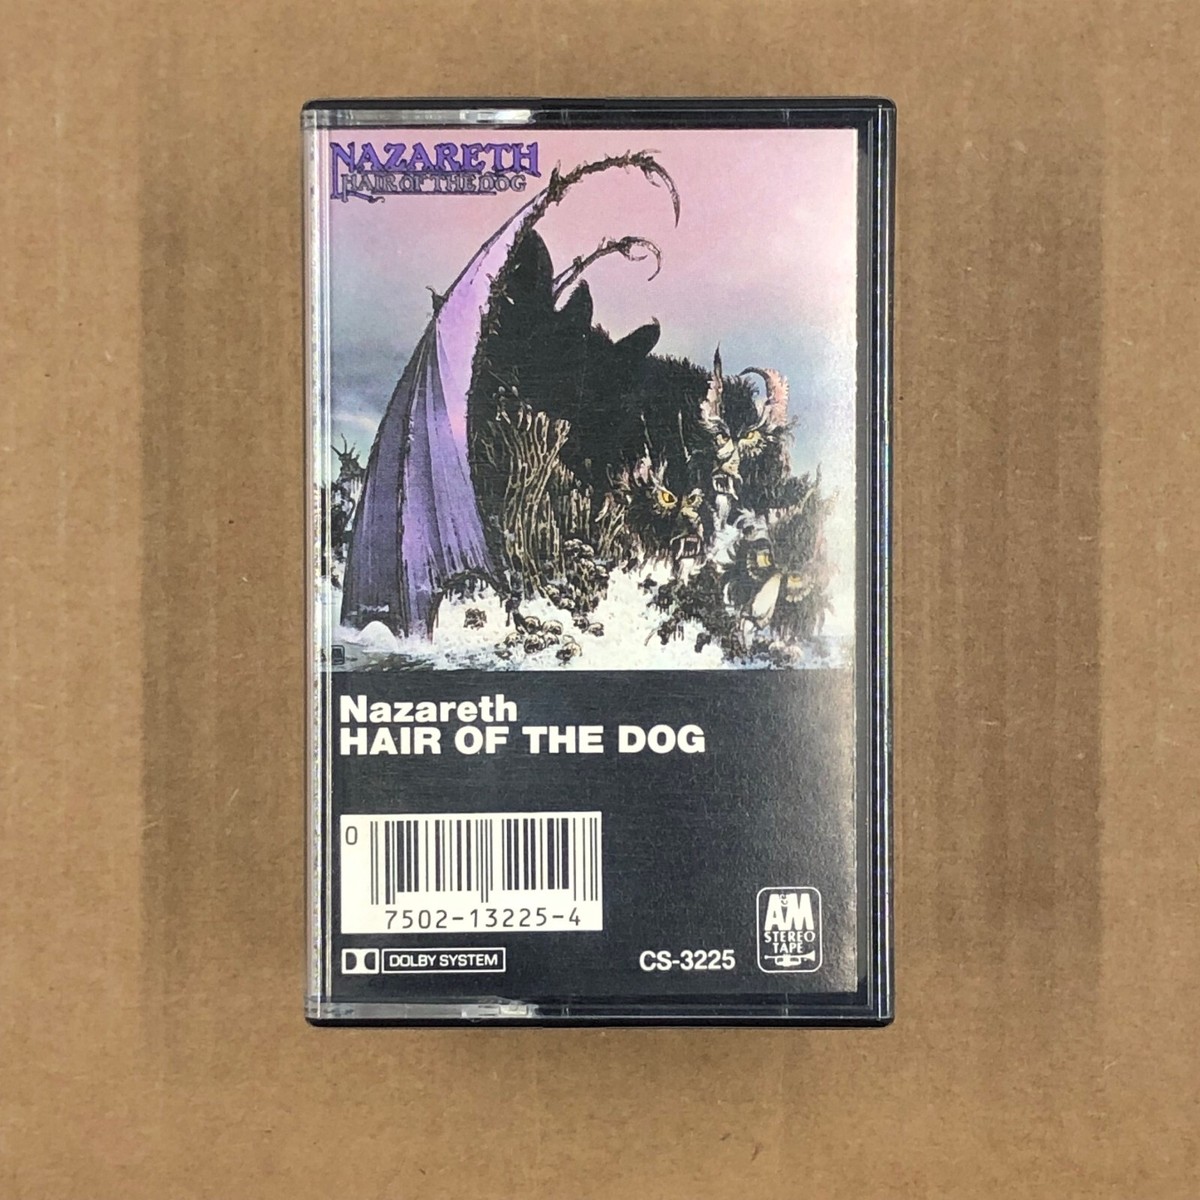 NAZARETH
HAIR OF THE DOG
Nazareth
HAIR OF THE DOG
0
7502-13225-4
DOLBY SYSTEM
CS-3225
A&M
STEREO
TAPE